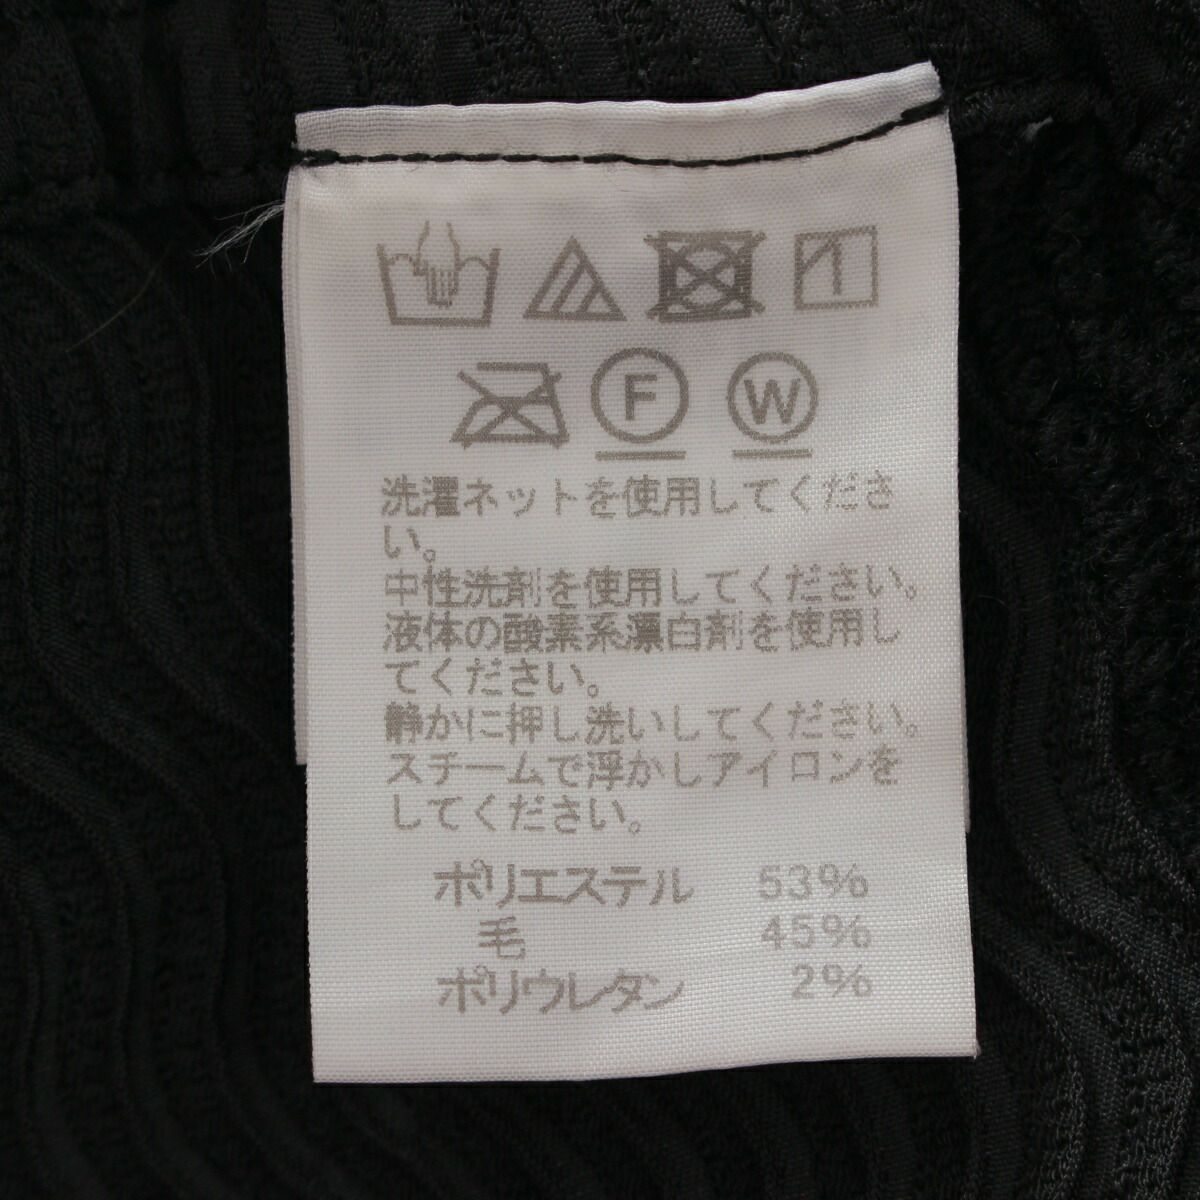 F W
洗濯ネットを使用してくださ
い。
中性洗剤を使用してください。
液体の酸素系漂白剤を使用し
てください。
静かに押し洗いしてください。
スチームで浮かしアイロンを
してください。
ポリエステル 53%
毛 45%
ポリウレタン 2%